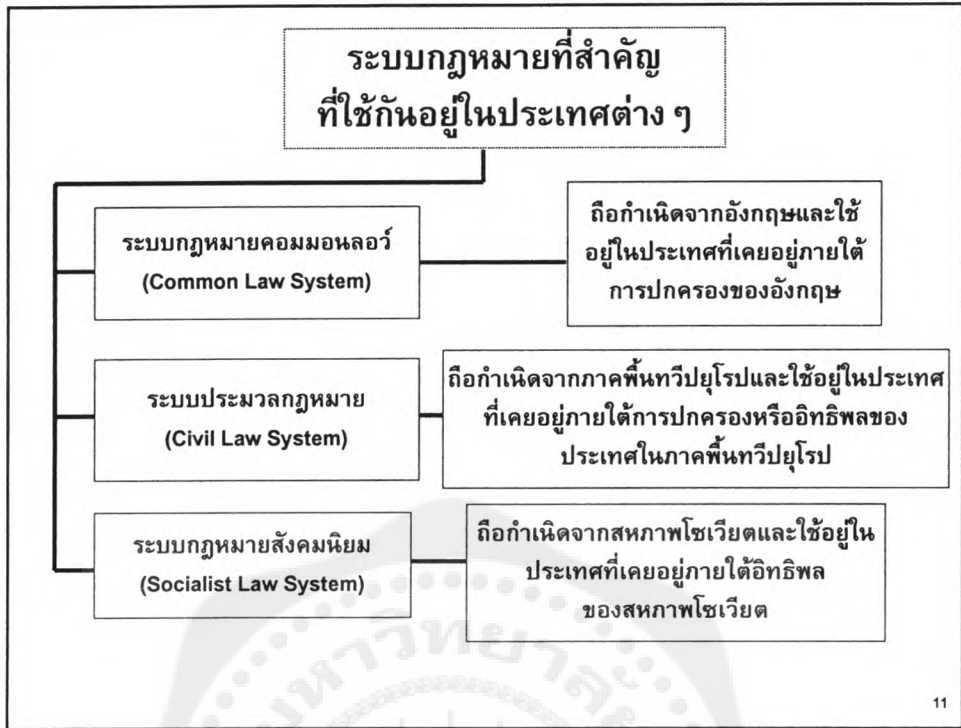 ระบบกฎหมายที่สำคัญ
ที่ใช้กันอยู่ในประเทศต่าง ๆ
ระบบกฎหมายคอมมอนลอว์
(Common Law System)
ถือกำเนิดจากอังกฤษและใช้
อยู่ในประเทศที่เคยอยู่ภายใต้
การปกครองของอังกฤษ
ระบบประมวลกฎหมาย
(Civil Law System)
ถือกำเนิดจากภาคพื้นทวีปยุโรปและใช้อยู่ในประเทศ
ที่เคยอยู่ภายใต้การปกครองหรืออิทธิพลของ
ประเทศในภาคพื้นทวีปยุโรป
ระบบกฎหมายสังคมนิยม
(Socialist Law System)
ถือกำเนิดจากสหภาพโซเวียตและใช้อยู่ใน
ประเทศที่เคยอยู่ภายใต้อิทธิพล
ของสหภาพโซเวียต
11